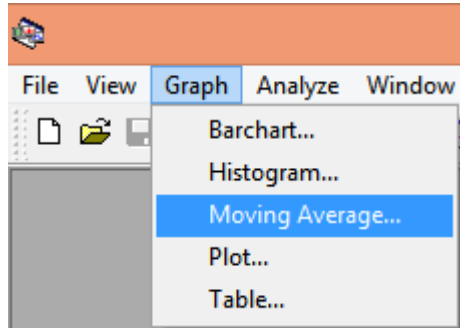 File View Graph Analyze Window
Barchart...
Histogram...
Moving Average...
Plot...
Table...